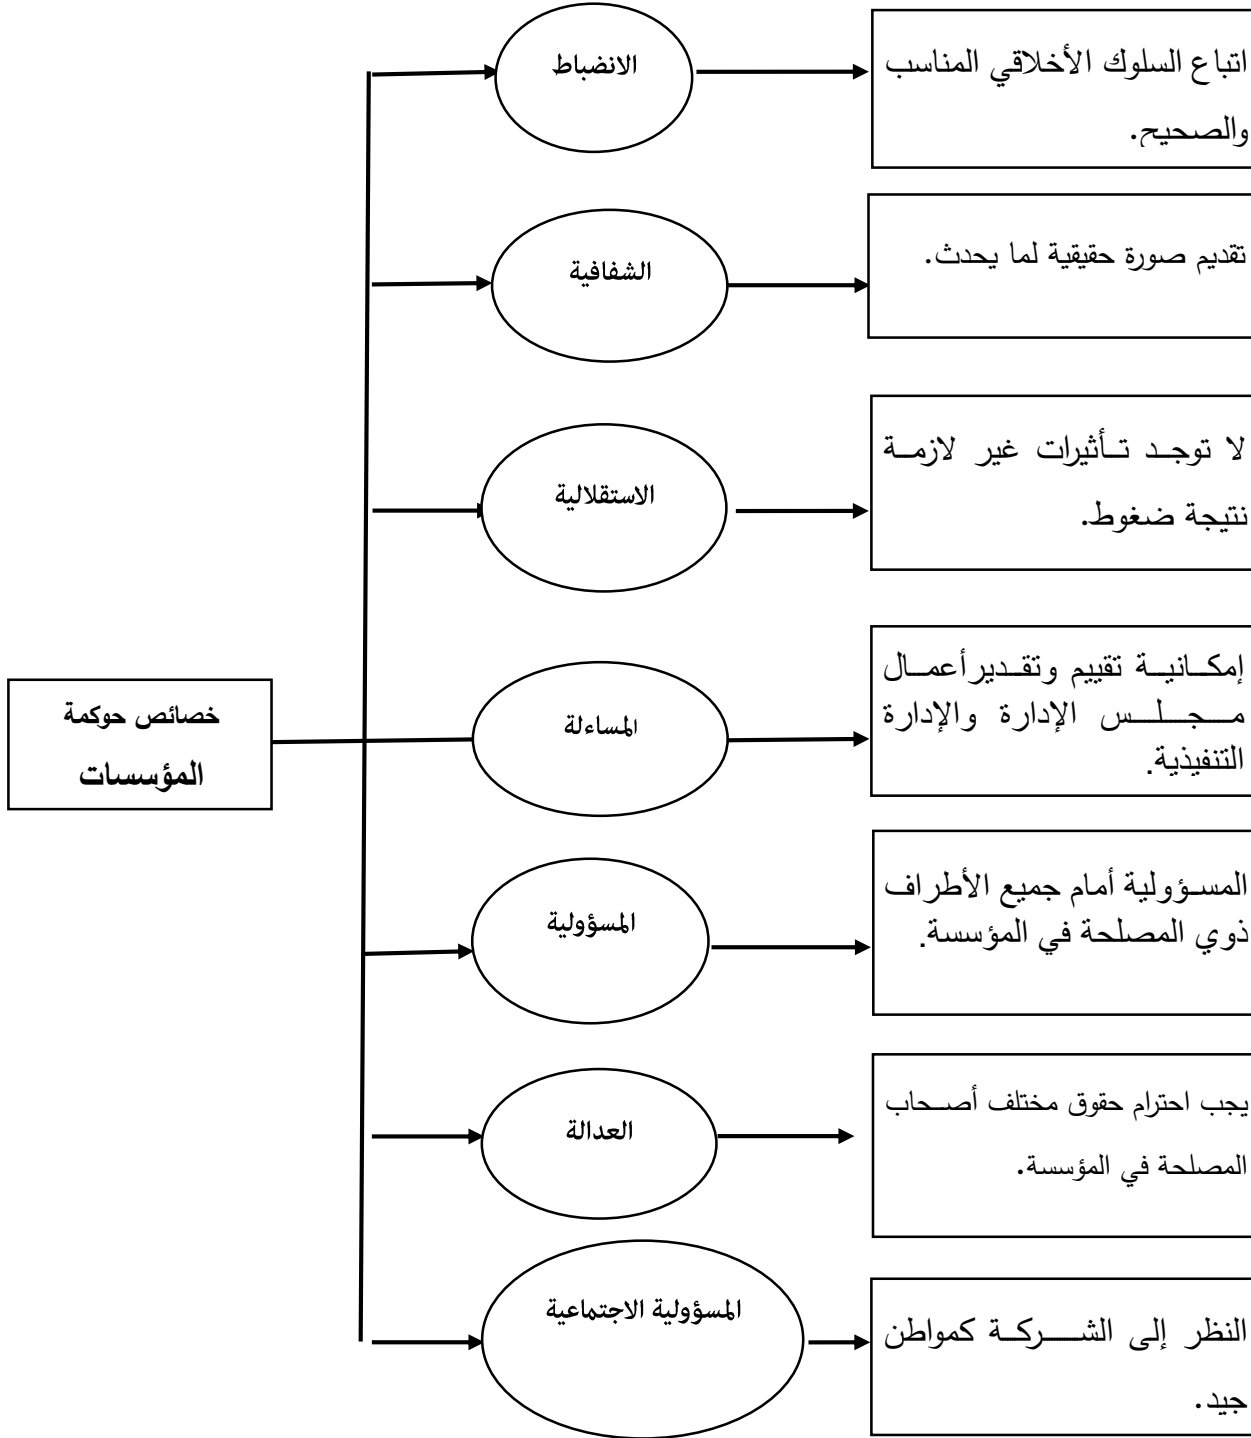 الانضباط
اتباع السلوك الأخلاقي المناسب
والصحيح.
الشفافية
تقديم صورة حقيقية لما يحدث.
الاستقلالية
لا توجد تأثيرات غير لازمة
نتيجة ضغوط.
خصائص حوكمة
المؤسسات
المساءلة
إمكانية تقييم وتقدير أعمال
مجلس الإدارة والإدارة
التنفيذية.
المسؤولية
المسؤولية أمام جميع الأطراف
ذوي المصلحة في المؤسسة.
العدالة
يجب احترام حقوق مختلف أصحاب
المصلحة في المؤسسة.
المسؤولية الاجتماعية
النظر إلى الشركة كمواطن
جيد.